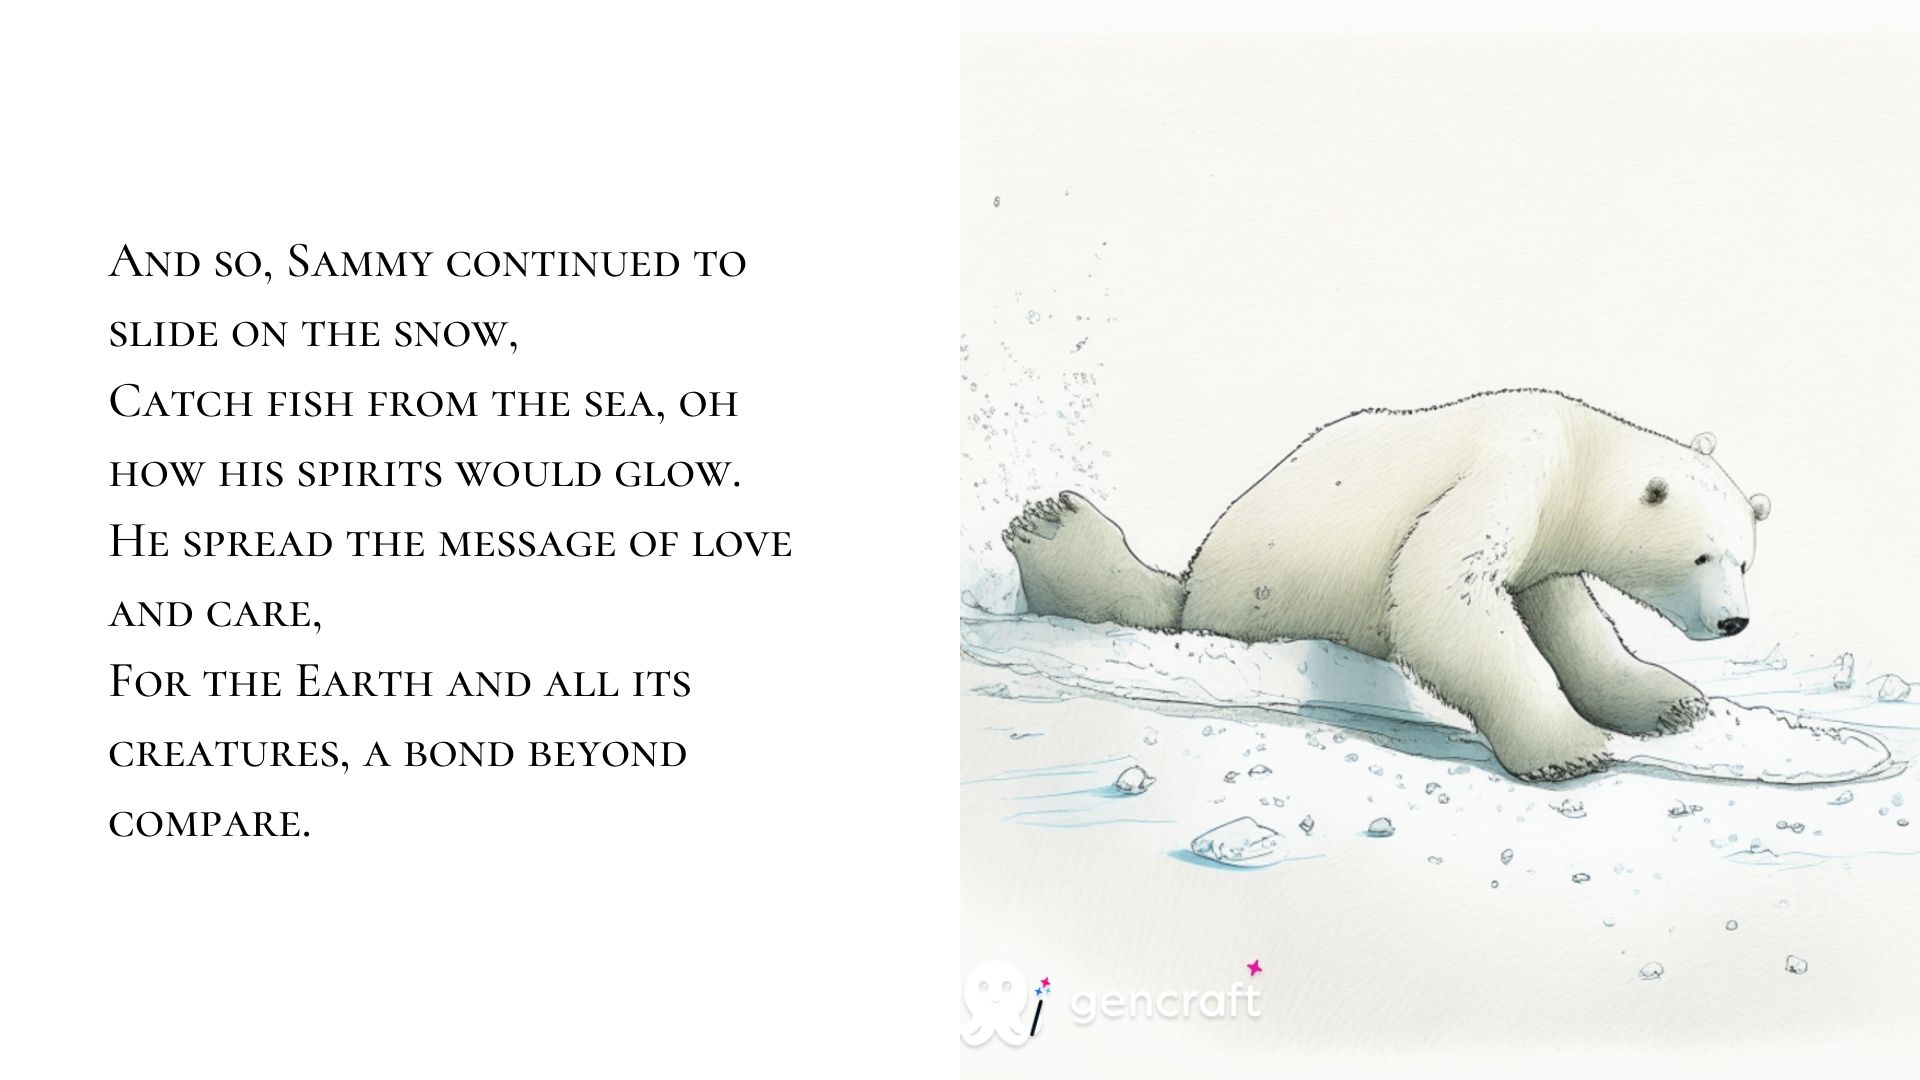 And so, Sammy continued to
slide on the snow,
Catch fish from the sea, oh
how his spirits would glow.
He spread the message of love
and care,
For the Earth and all its
creatures, a bond beyond
compare.
gencraft